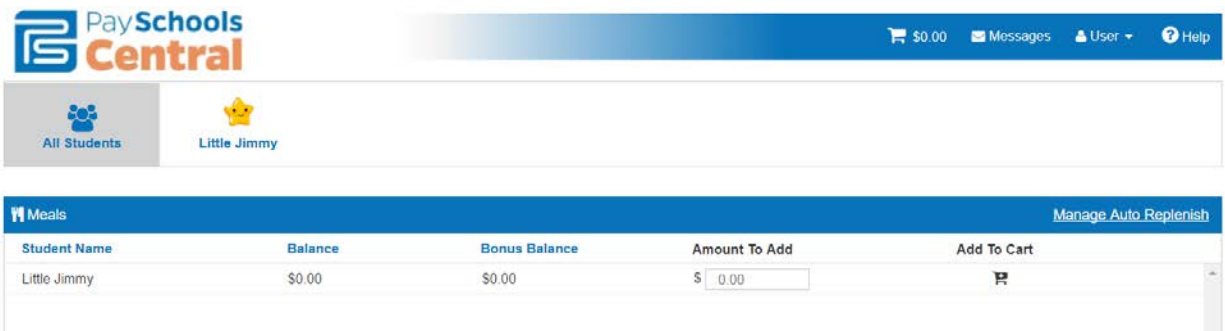 PaySchools
Central
$0.00 Messages User Help
All Students Little Jimmy
Meals Manage Auto Replenish
Student Name Balance Bonus Balance Amount To Add Add To Cart
Little Jimmy $0.00 $0.00 $ 0.00